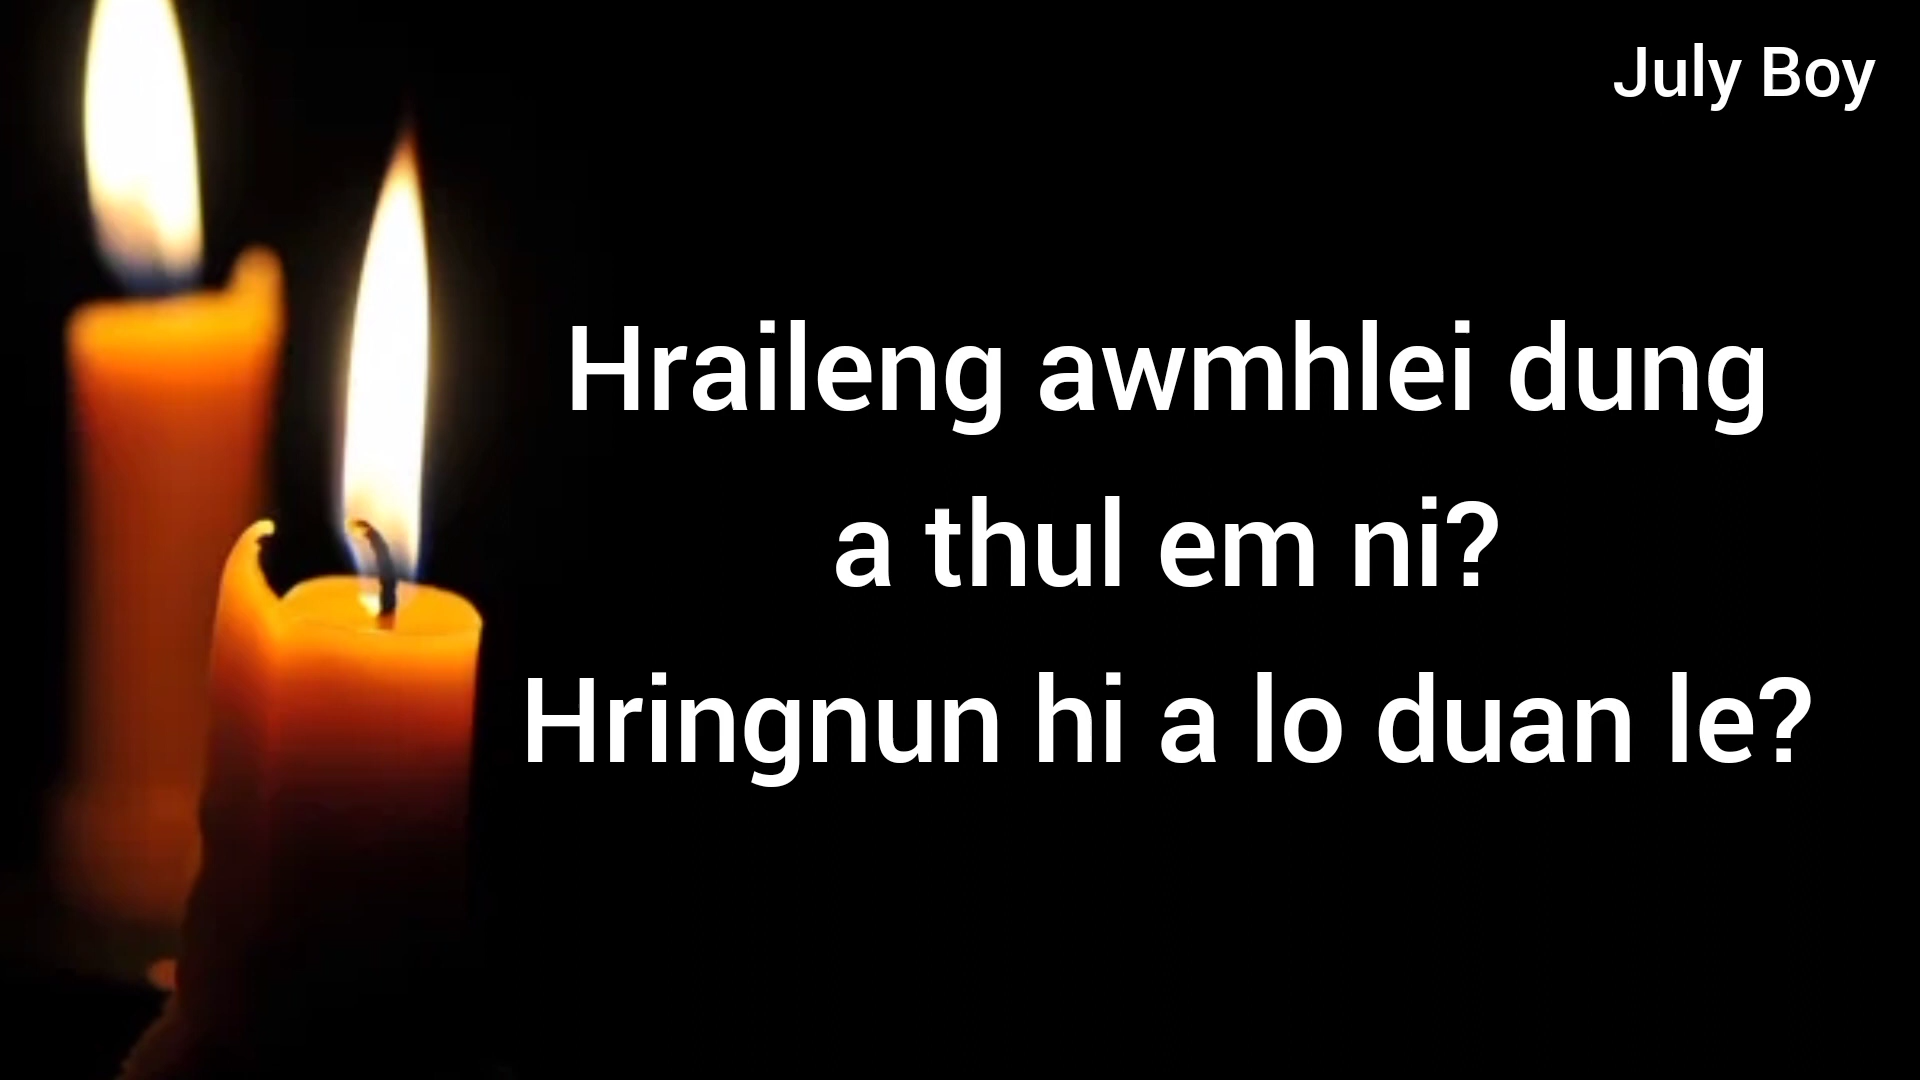 July Boy
Hraileng awmhlei dung
a thul em ni?
Hringnun hi a lo duan le?